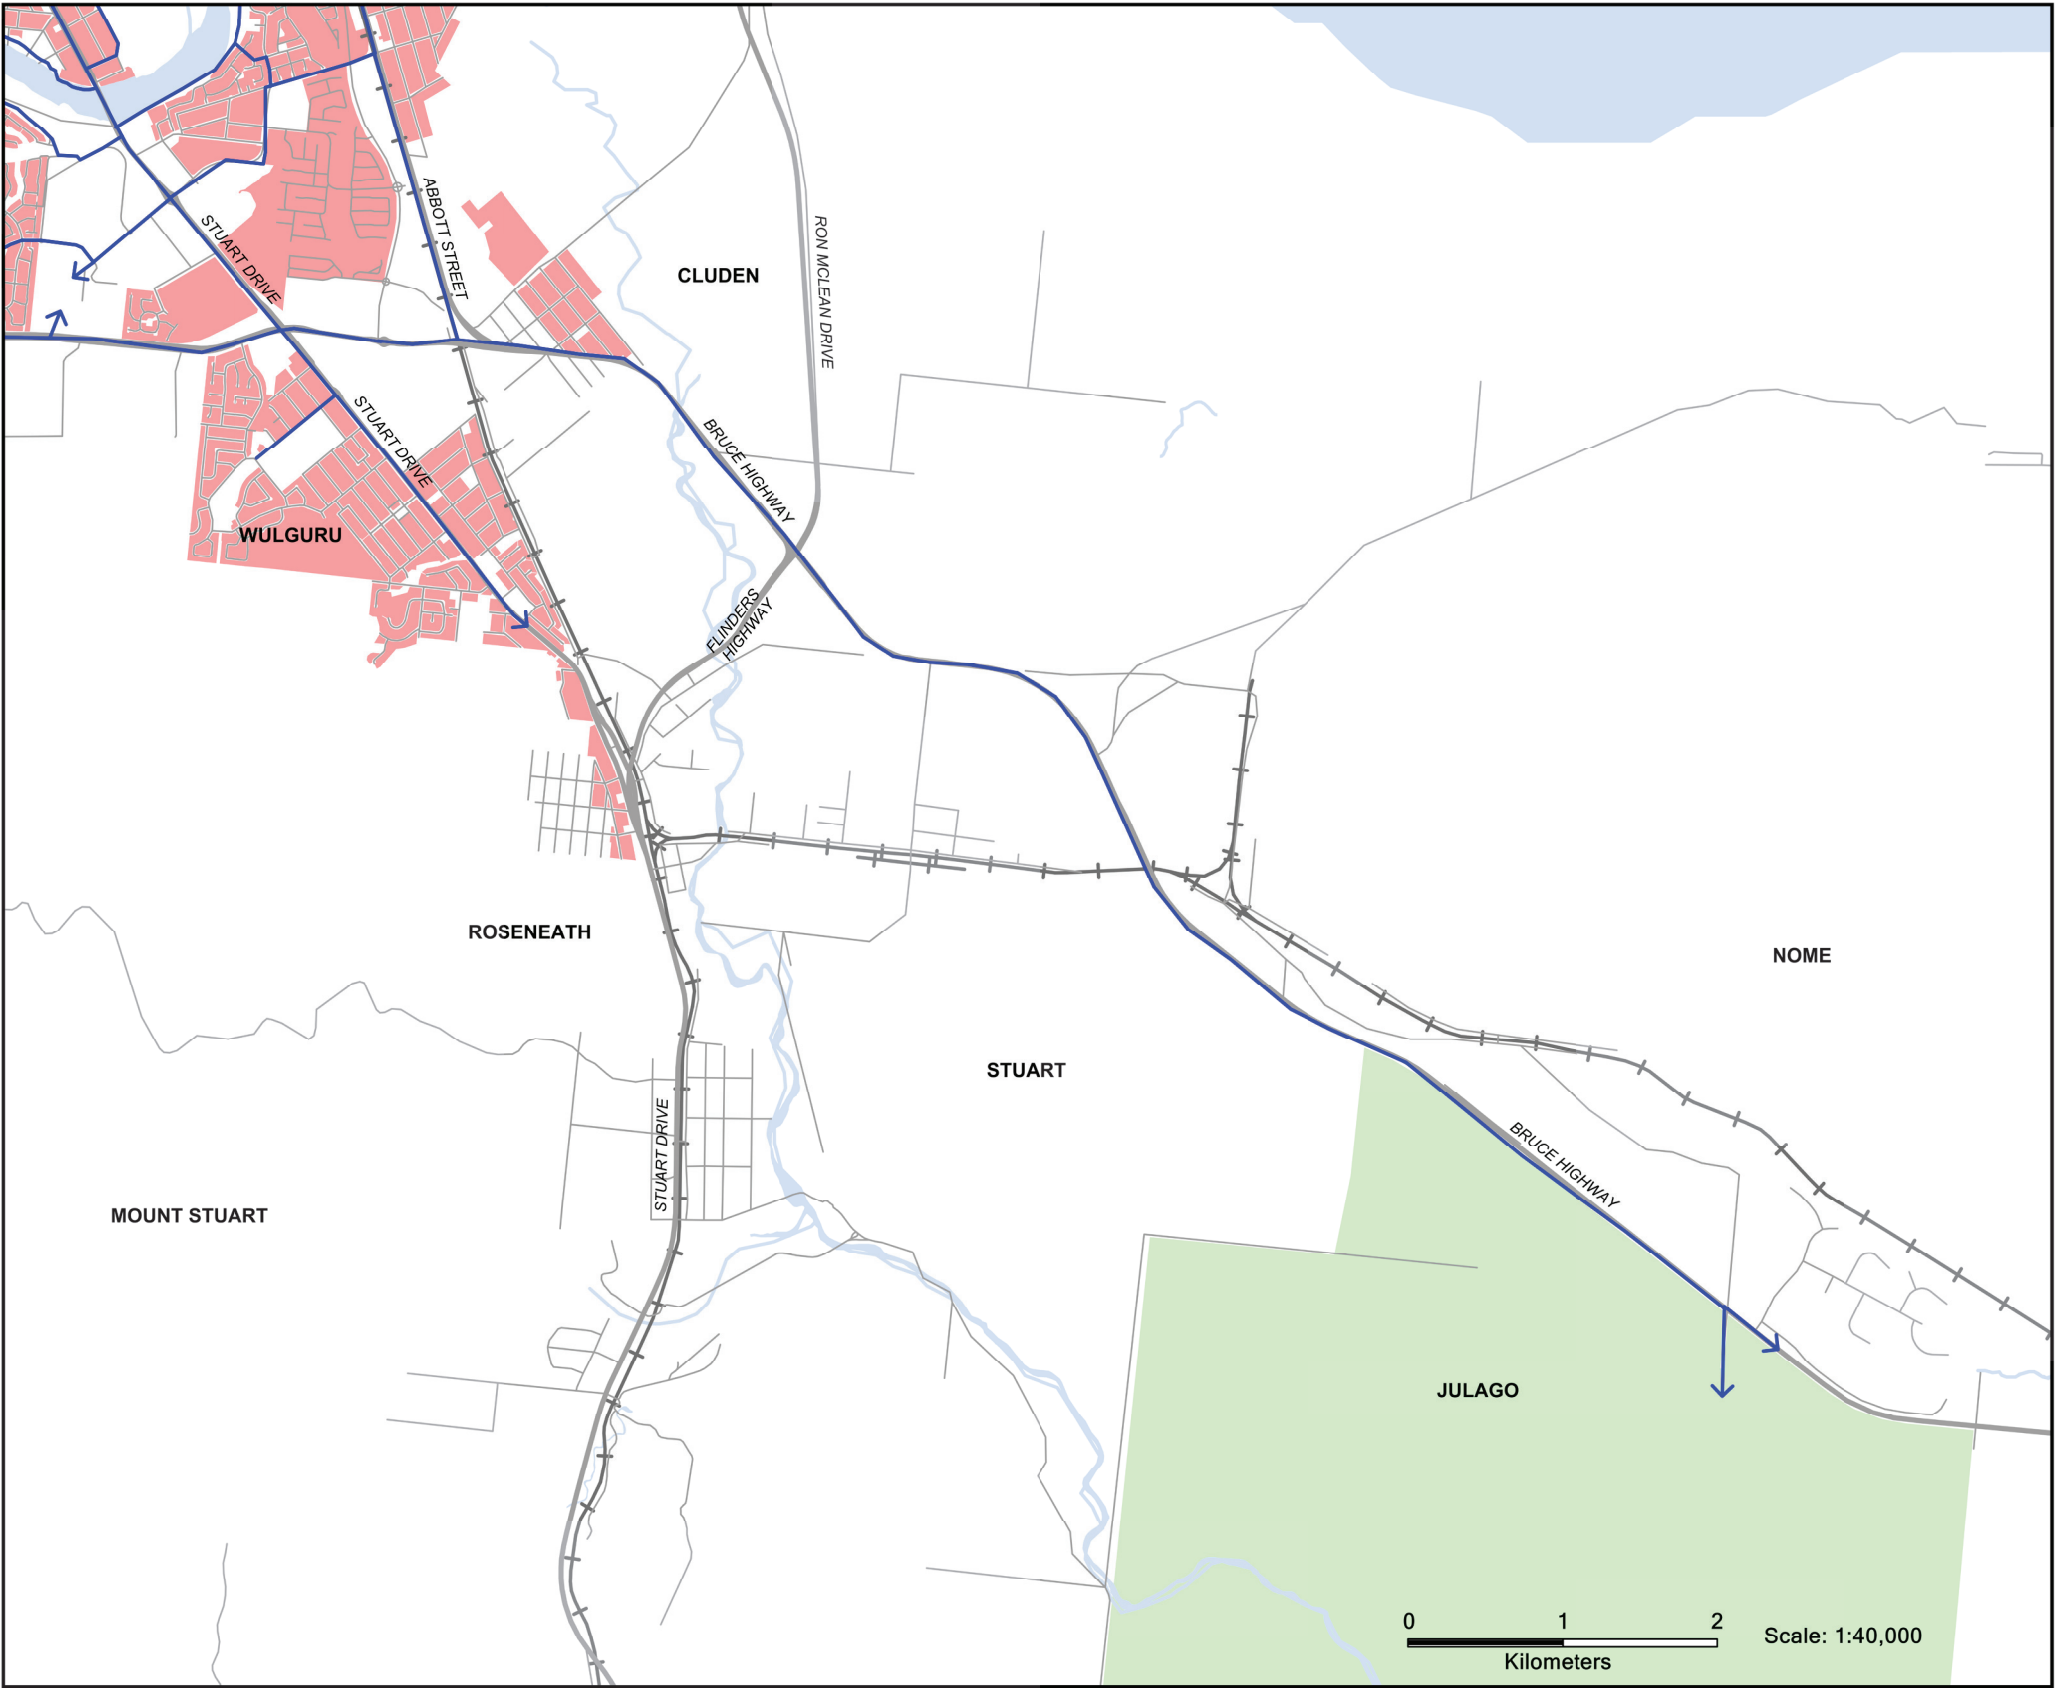 ABBOTT STREET
STUART DRIVE
CLUDEN
RON MCLEAN DRIVE
STUART DRIVE
BRUCE HIGHWAY
WULGURU
FLINDERS
HIGHWAY
ROSENEATH
NOME
STUART
STUART DRIVE
BRUCE HIGHWAY
MOUNT STUART
JULAGO
0 1 2
Scale: 1:40,000
Kilometers